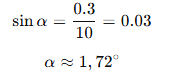 sin α = 0.3/10 = 0.03
α ≈ 1,72°